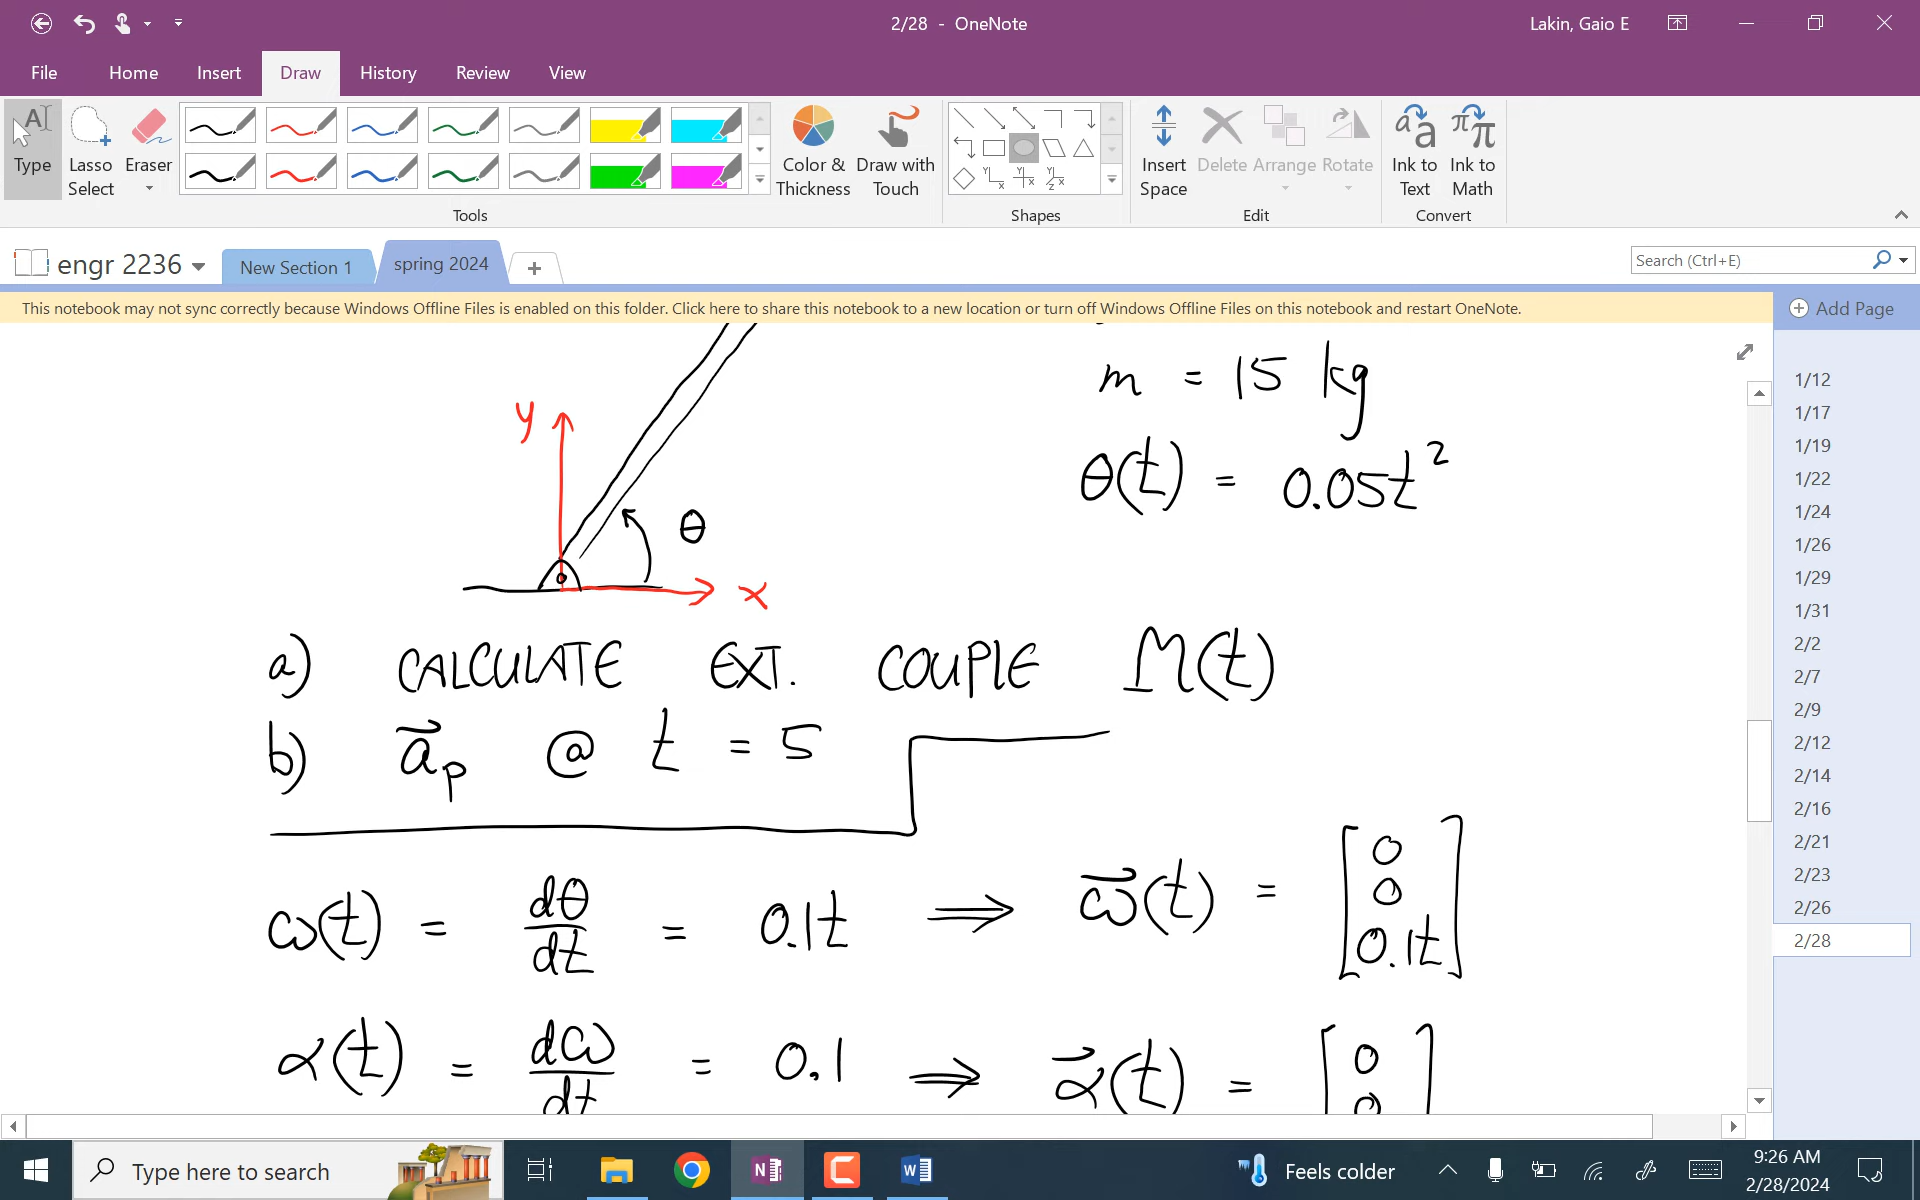 2/28 - OneNote
Lakin, Gaio E
File Home Insert Draw History Review View
Type
Lasso Select
Eraser
Color & Thickness
Draw with Touch
Insert Space
Delete
Arrange
Rotate
Ink to Text
Ink to Math
Tools
Shapes
Edit
Convert
engr 2236
New Section 1
spring 2024
Search (Ctrl+E)
This notebook may not sync correctly because Windows Offline Files is enabled on this folder. Click here to share this notebook to a new location or turn off Windows Offline Files on this notebook and restart OneNote.
Add Page
1/12
1/17
1/19
1/22
1/24
1/26
1/29
1/31
2/2
2/7
2/9
2/12
2/14
2/16
2/21
2/23
2/26
2/28
m = 15 kg
θ(t) = 0.05t²
y
θ
x
a) CALCULATE EXT. COUPLE M(t)
b) a⃗p @ t = 5
ω(t) = dθ/dt = 0.1t ⟹ ω⃗(t) = [0 0 0.1t]
α(t) = dω/dt = 0.1 ⟹ α⃗(t) = [0 0
Type here to search
Feels colder
9:26 AM
2/28/2024